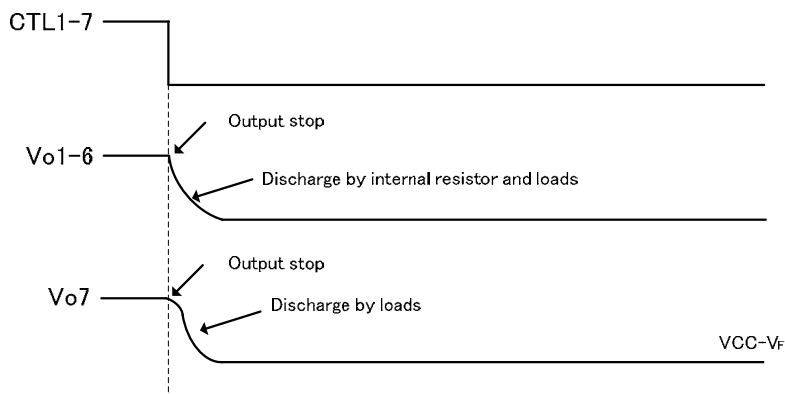 CTL1-7
Output stop
Vo1-6
Discharge by internal resistor and loads
Output stop
Vo7
Discharge by loads
VCC-VF